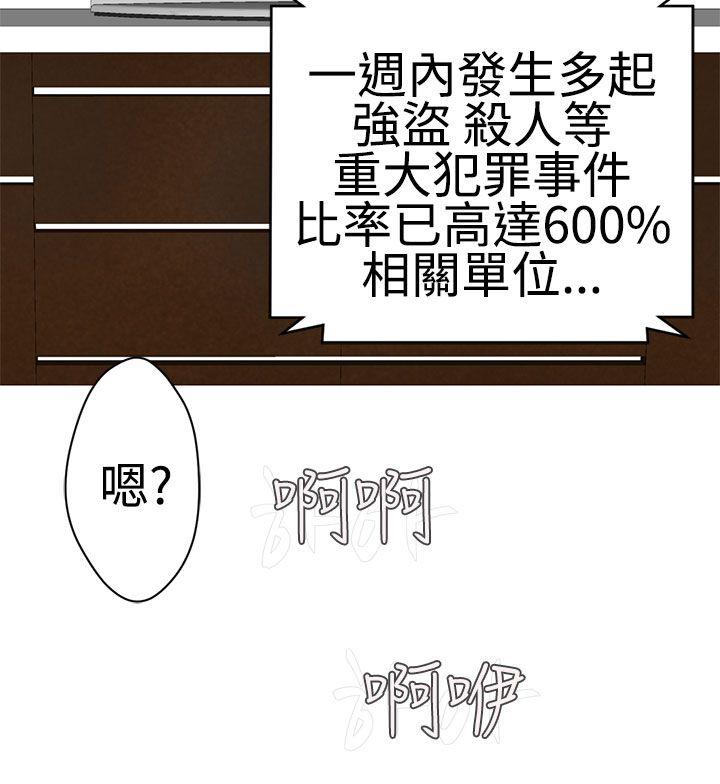 一週內發生多起
強盜 殺人等
重大犯罪事件
比率已高達600%
相關單位...
嗯?
啊啊
啊咿